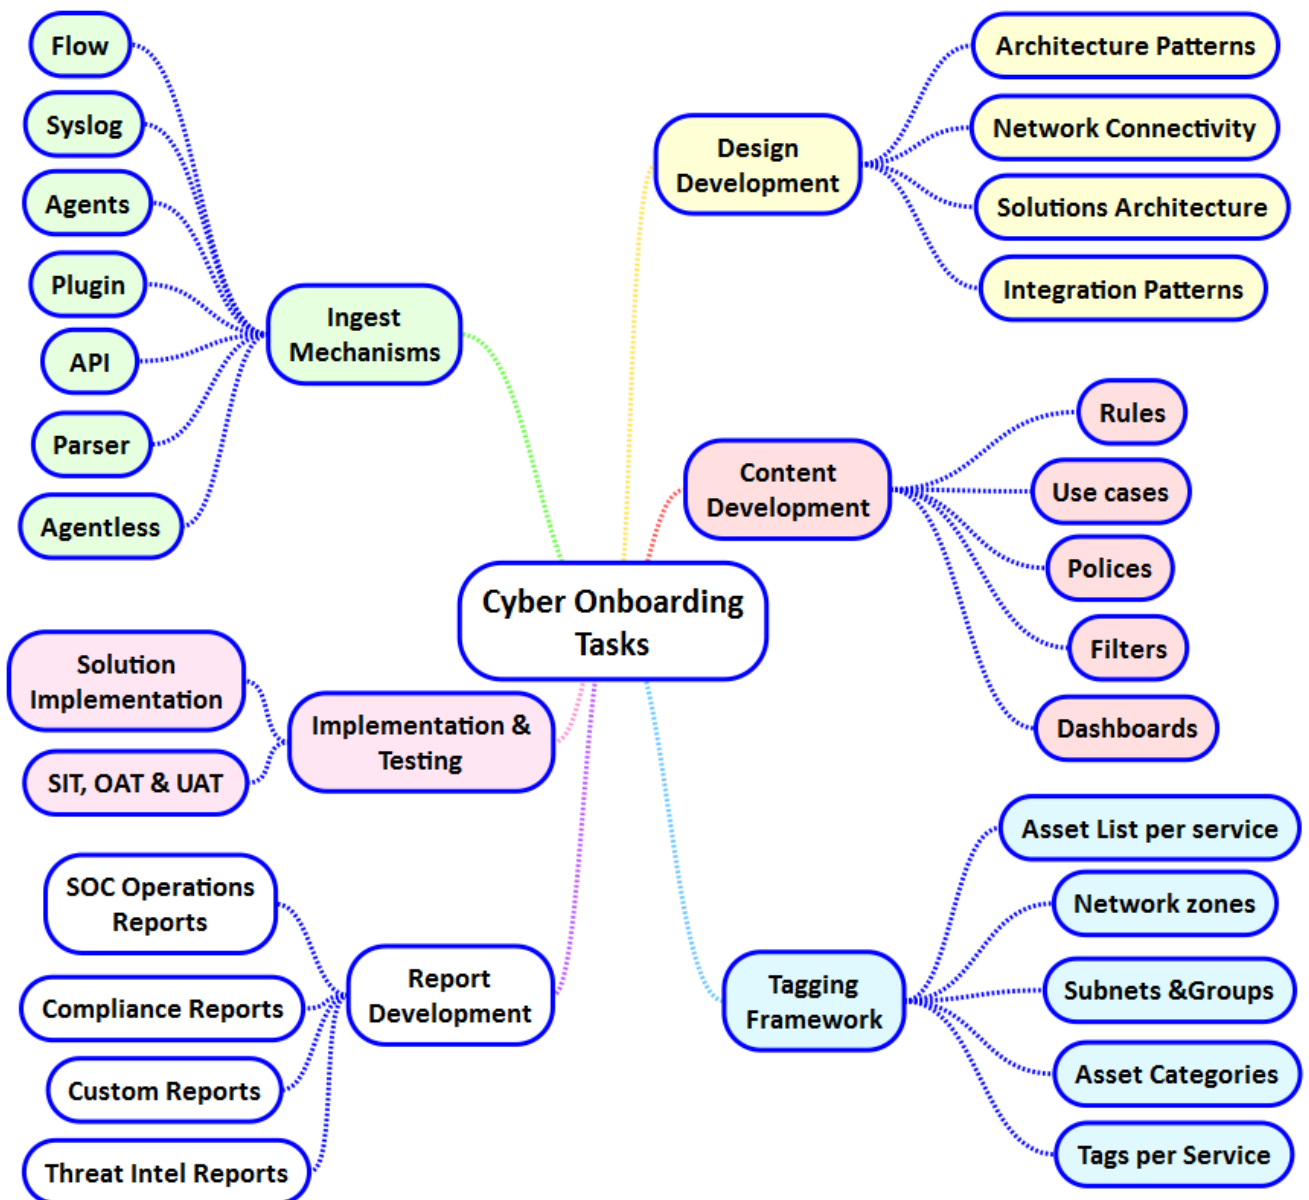 Flow
Syslog
Agents
Plugin
API
Parser
Agentless
Ingest
Mechanisms
Design
Development
Architecture Patterns
Network Connectivity
Solutions Architecture
Integration Patterns
Content
Development
Rules
Use cases
Polices
Filters
Dashboards
Cyber Onboarding
Tasks
Solution
Implementation
SIT, OAT & UAT
Implementation &
Testing
SOC Operations
Reports
Compliance Reports
Custom Reports
Threat Intel Reports
Report
Development
Tagging
Framework
Asset List per service
Network zones
Subnets &Groups
Asset Categories
Tags per Service